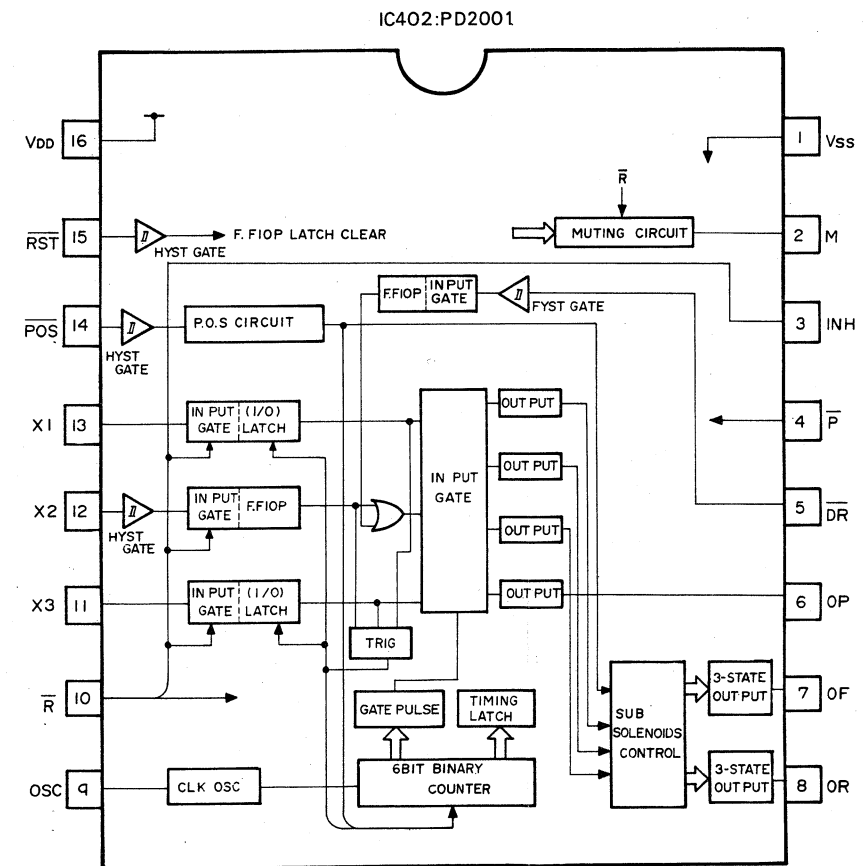 IC402:PD2001
VDD 16
1 VSS
R̅
R̅S̅T̅ 15
F. FIOP LATCH CLEAR
HYST GATE
MUTING CIRCUIT
2 M
F.FIOP
IN PUT
GATE
FYST GATE
P̅O̅S̅ 14
P.O.S CIRCUIT
HYST
GATE
3 INH
X1 13
IN PUT (1/0)
GATE LATCH
OUT PUT
4 P̅
IN PUT
GATE
OUT PUT
X2 12
IN PUT
GATE F.FIOP
HYST
GATE
5 D̅R̅
OUT PUT
X3 11
IN PUT (1/0)
GATE LATCH
OUT PUT
6 OP
TRIG
R̅ 10
GATE PULSE
TIMING
LATCH
SUB
SOLENOIDS
CONTROL
3-STATE
OUT PUT
7 OF
OSC 9
CLK OSC
6BIT BINARY
COUNTER
3-STATE
OUT PUT
8 OR